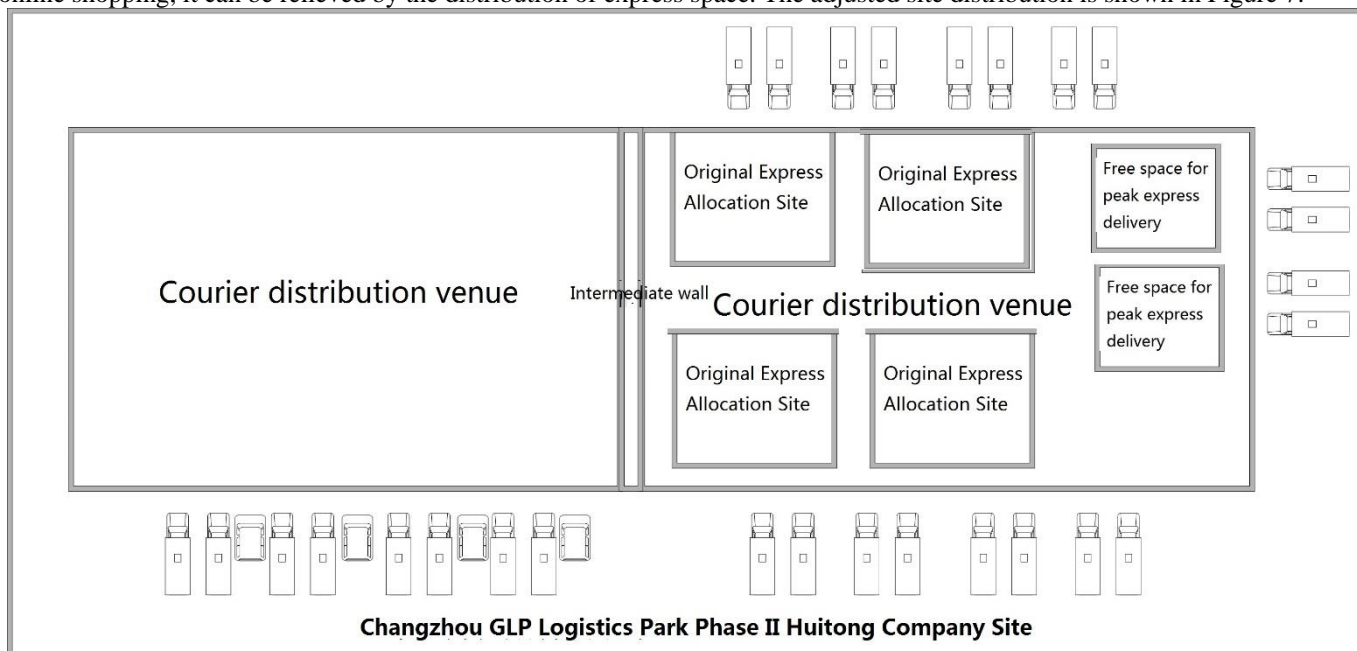 online shopping, it can be relieved by the distribution of express space. The adjusted site distribution is shown in Figure 7.
Original Express
Allocation Site
Original Express
Allocation Site
Free space for
peak express
delivery
Courier distribution venue
Intermediate wall
Courier distribution venue
Free space for
peak express
delivery
Original Express
Allocation Site
Original Express
Allocation Site
Changzhou GLP Logistics Park Phase II Huitong Company Site